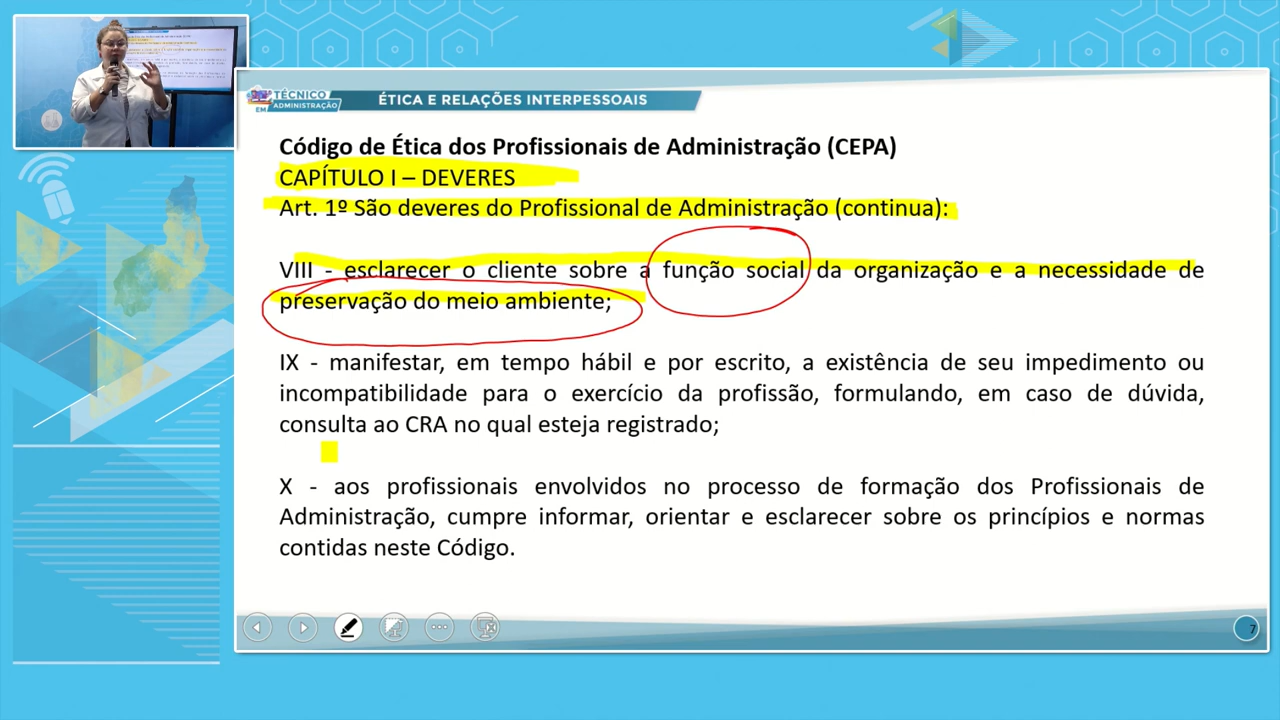 TÉCNICO
EM ADMINISTRAÇÃO
ÉTICA E RELAÇÕES INTERPESSOAIS
Código de Ética dos Profissionais de Administração (CEPA)
CAPÍTULO I – DEVERES
Art. 1º São deveres do Profissional de Administração (continua):
VIII - esclarecer o cliente sobre a função social da organização e a necessidade de
preservação do meio ambiente;
IX - manifestar, em tempo hábil e por escrito, a existência de seu impedimento ou
incompatibilidade para o exercício da profissão, formulando, em caso de dúvida,
consulta ao CRA no qual esteja registrado;
X - aos profissionais envolvidos no processo de formação dos Profissionais de
Administração, cumpre informar, orientar e esclarecer sobre os princípios e normas
contidas neste Código.
7